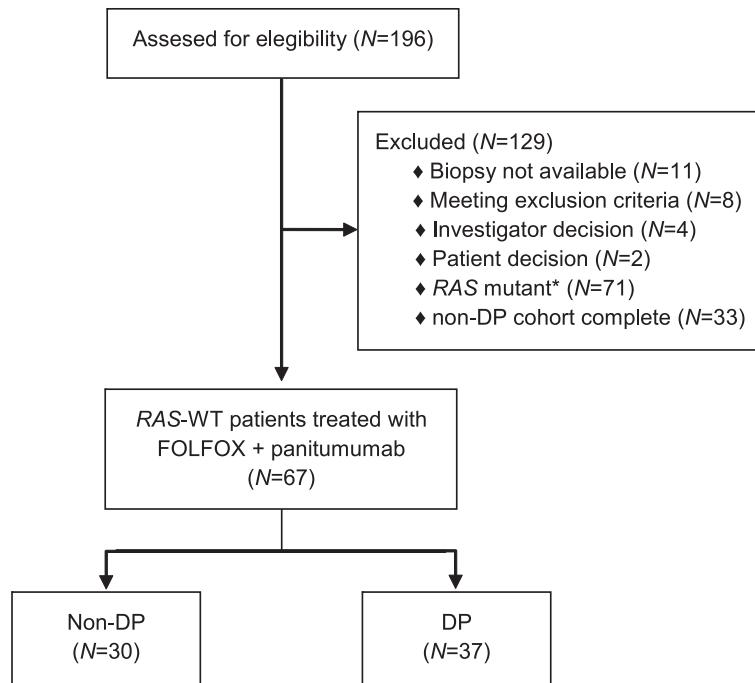 Assesed for elegibility (N=196)
Excluded (N=129)
♦ Biopsy not available (N=11)
♦ Meeting exclusion criteria (N=8)
♦ Investigator decision (N=4)
♦ Patient decision (N=2)
♦ RAS mutant* (N=71)
♦ non-DP cohort complete (N=33)
RAS-WT patients treated with
FOLFOX + panitumumab
(N=67)
Non-DP
(N=30)
DP
(N=37)